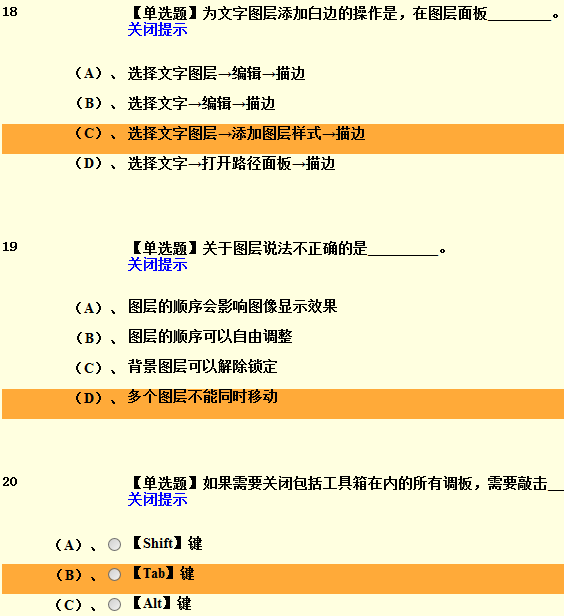 18 【单选题】为文字图层添加白边的操作是，在图层面板________。
关闭提示
（A）、 选择文字图层→编辑→描边
（B）、 选择文字→编辑→描边
（C）、 选择文字图层→添加图层样式→描边
（D）、 选择文字→打开路径面板→描边
19 【单选题】关于图层说法不正确的是_________。
关闭提示
（A）、 图层的顺序会影响图像显示效果
（B）、 图层的顺序可以自由调整
（C）、 背景图层可以解除锁定
（D）、 多个图层不能同时移动
20 【单选题】如果需要关闭包括工具箱在内的所有调板，需要敲击__
关闭提示
（A）、 【Shift】键
（B）、 【Tab】键
（C）、 【Alt】键